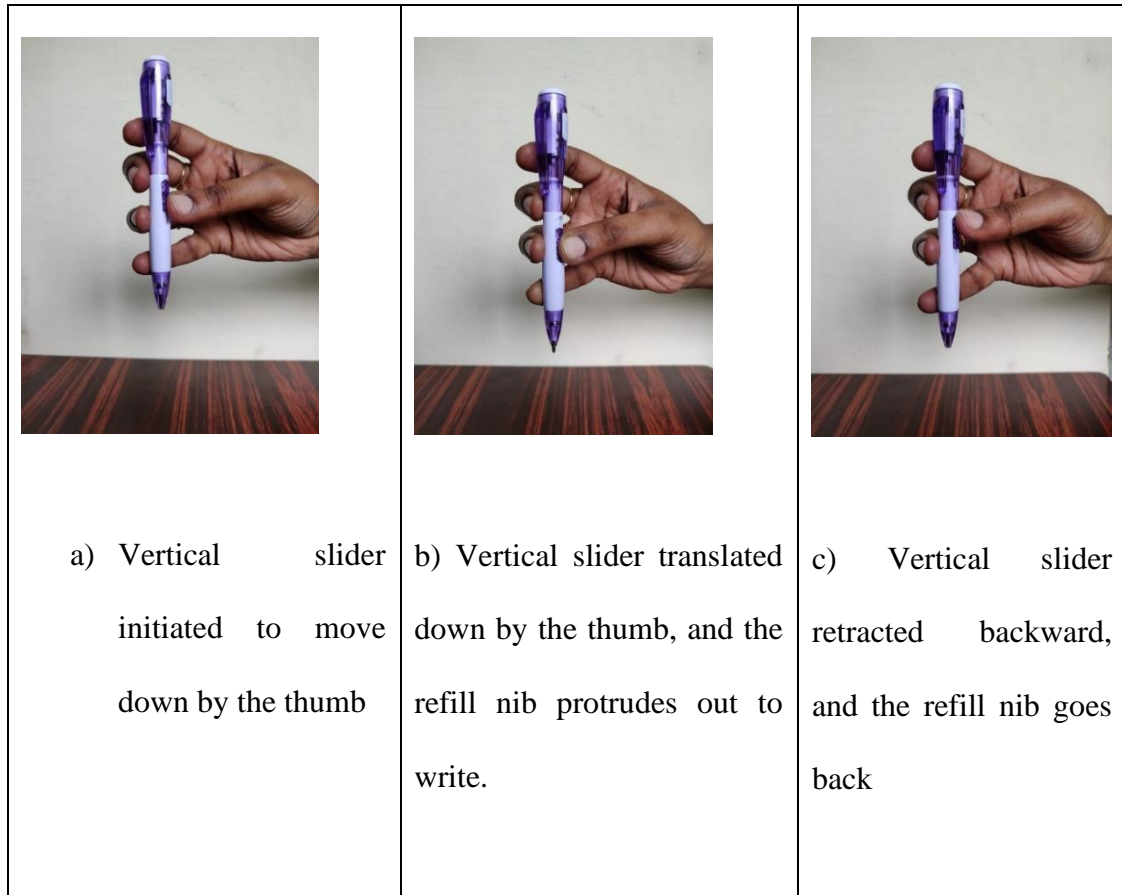 a) Vertical slider
initiated to move
down by the thumb
b) Vertical slider translated
down by the thumb, and the
refill nib protrudes out to
write.
c) Vertical slider
retracted backward,
and the refill nib goes
back